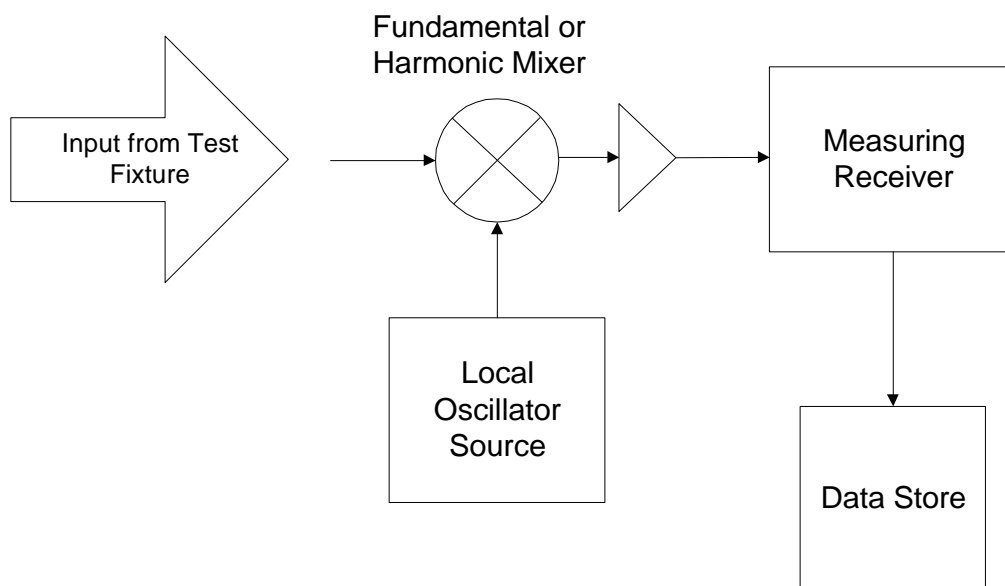 Fundamental or
Harmonic Mixer
Input from Test
Fixture
Measuring
Receiver
Local
Oscillator
Source
Data Store